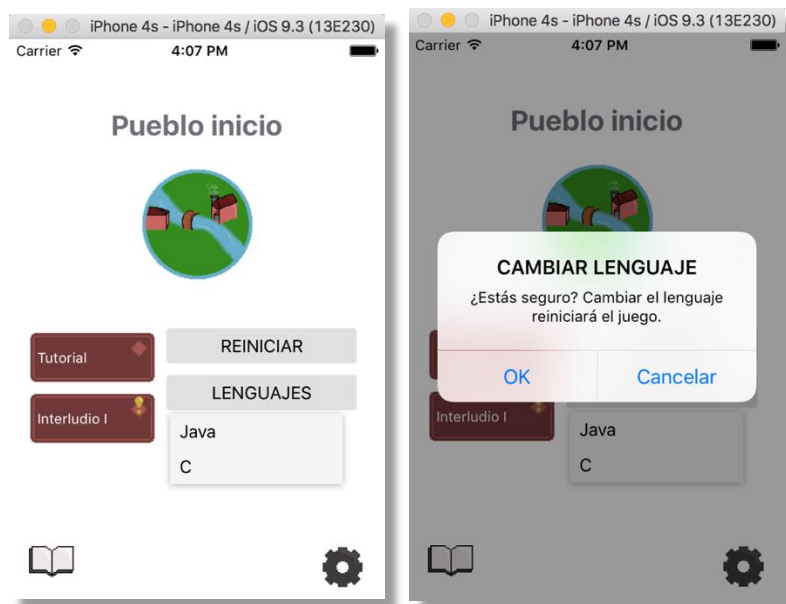 iPhone 4s - iPhone 4s / iOS 9.3 (13E230)
Carrier 4:07 PM
Pueblo inicio
Tutorial
REINICIAR
LENGUAJES
Interludio I
Java
C
iPhone 4s - iPhone 4s / iOS 9.3 (13E230)
Carrier 4:07 PM
Pueblo inicio
CAMBIAR LENGUAJE
¿Estás seguro? Cambiar el lenguaje
reiniciará el juego.
OK Cancelar
Interludio I
Java
C